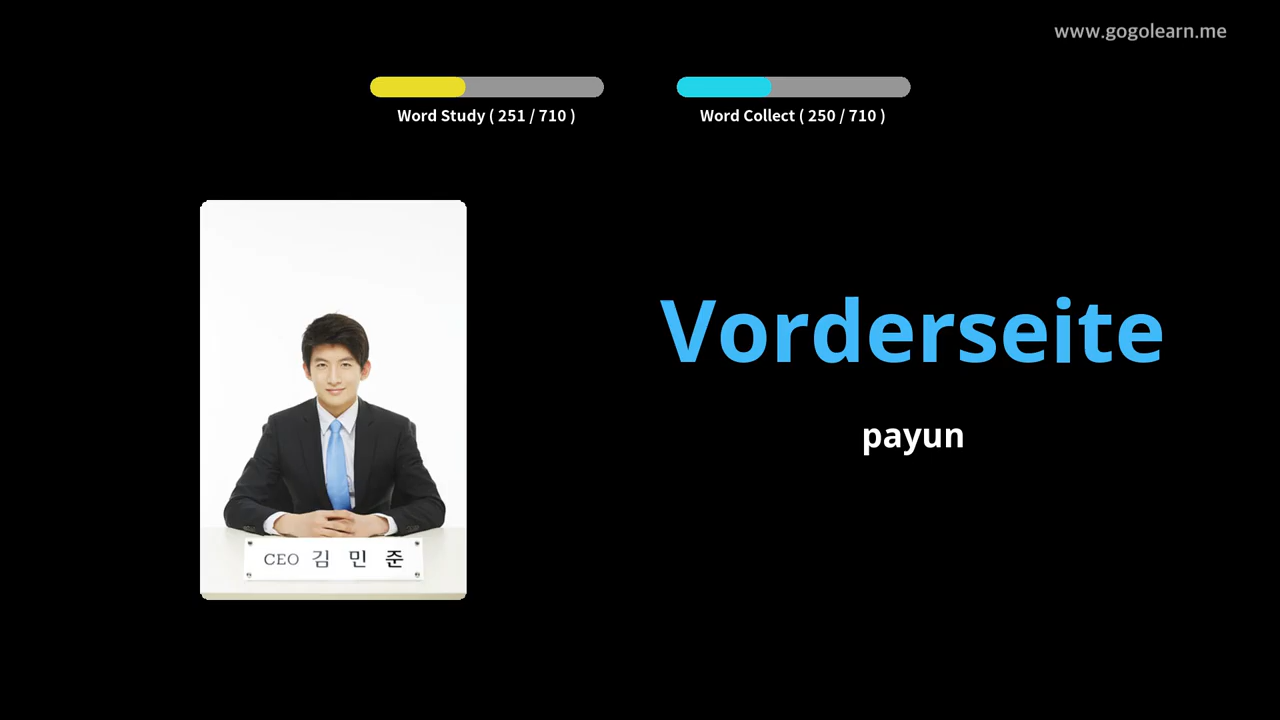 www.gogolearn.me
Word Study ( 251 / 710 )
Word Collect ( 250 / 710 )
Vorderseite
payun
CEO 김 민 준